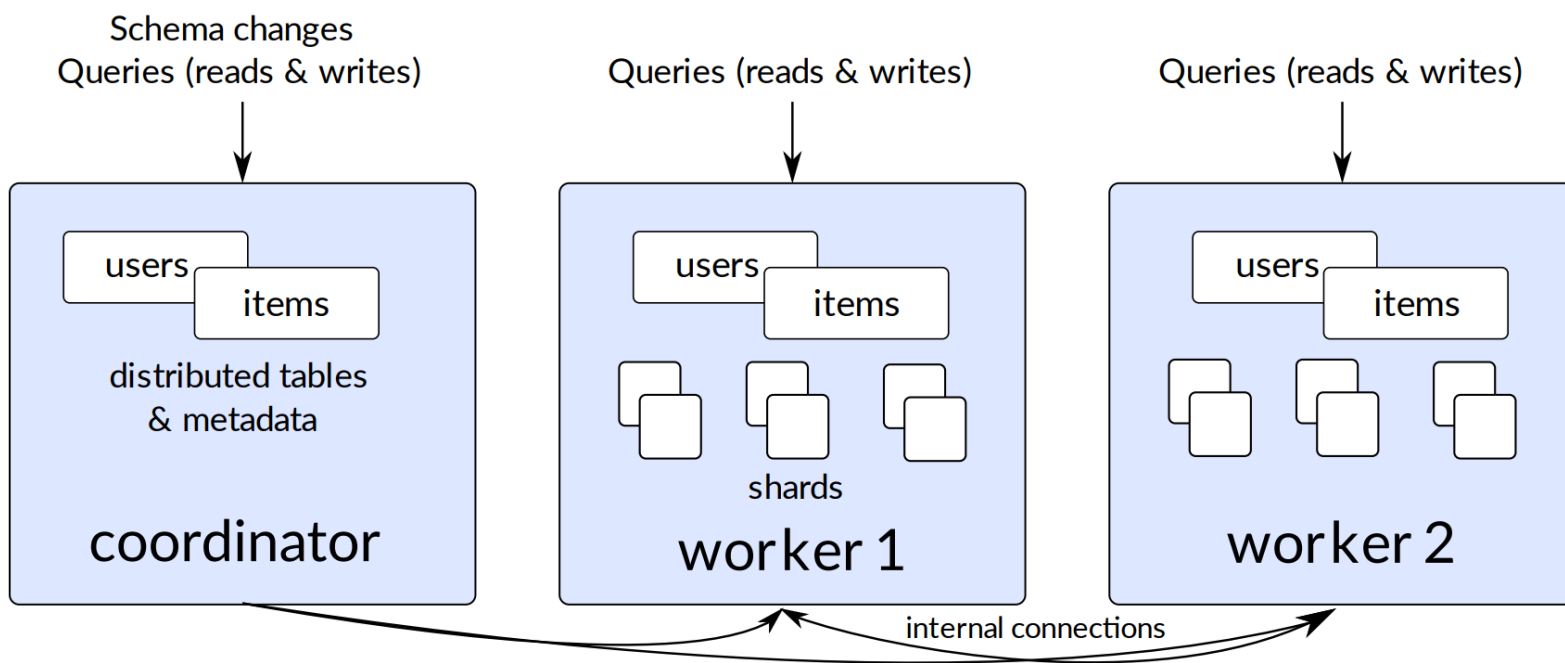 Schema changes
Queries (reads & writes)
Queries (reads & writes)
Queries (reads & writes)
users
items
distributed tables
& metadata
coordinator
users
items
shards
worker 1
users
items
worker 2
internal connections